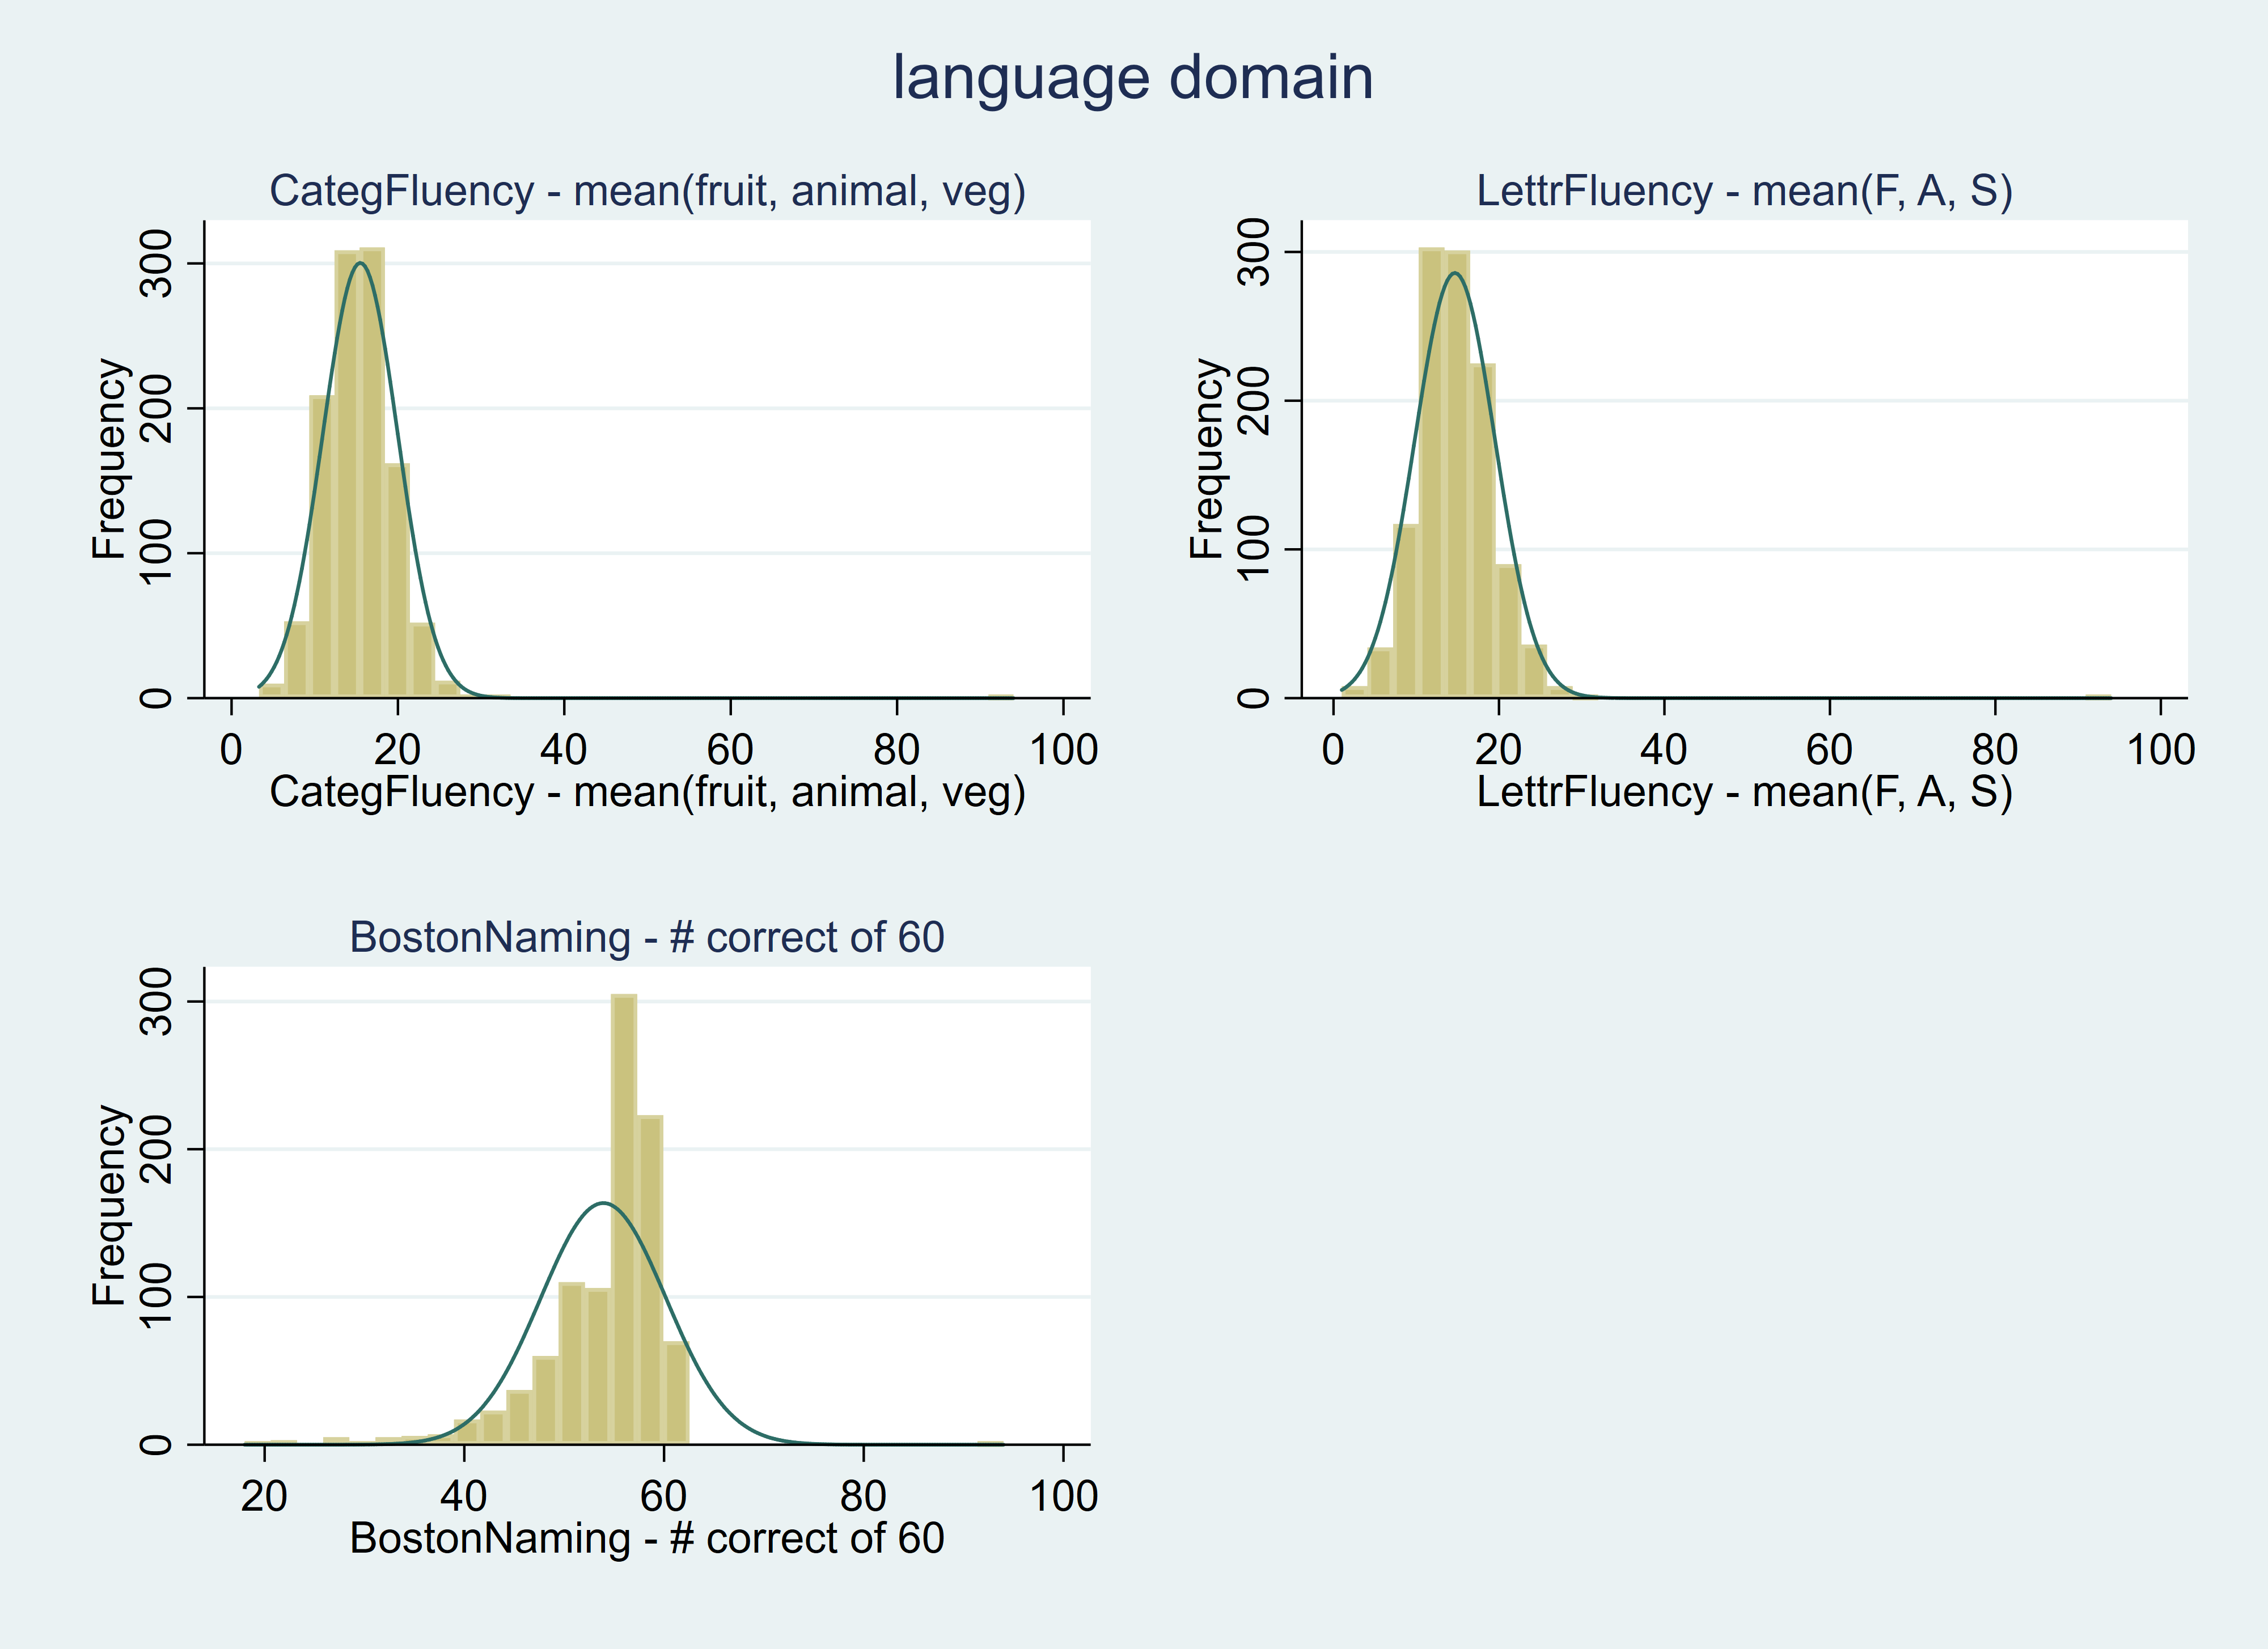 language domain
CategFluency - mean(fruit, animal, veg)
Frequency
300
200
100
0
0 20 40 60 80 100
CategFluency - mean(fruit, animal, veg)
LettrFluency - mean(F, A, S)
Frequency
300
200
100
0
0 20 40 60 80 100
LettrFluency - mean(F, A, S)
BostonNaming - # correct of 60
Frequency
300
200
100
0
20 40 60 80 100
BostonNaming - # correct of 60